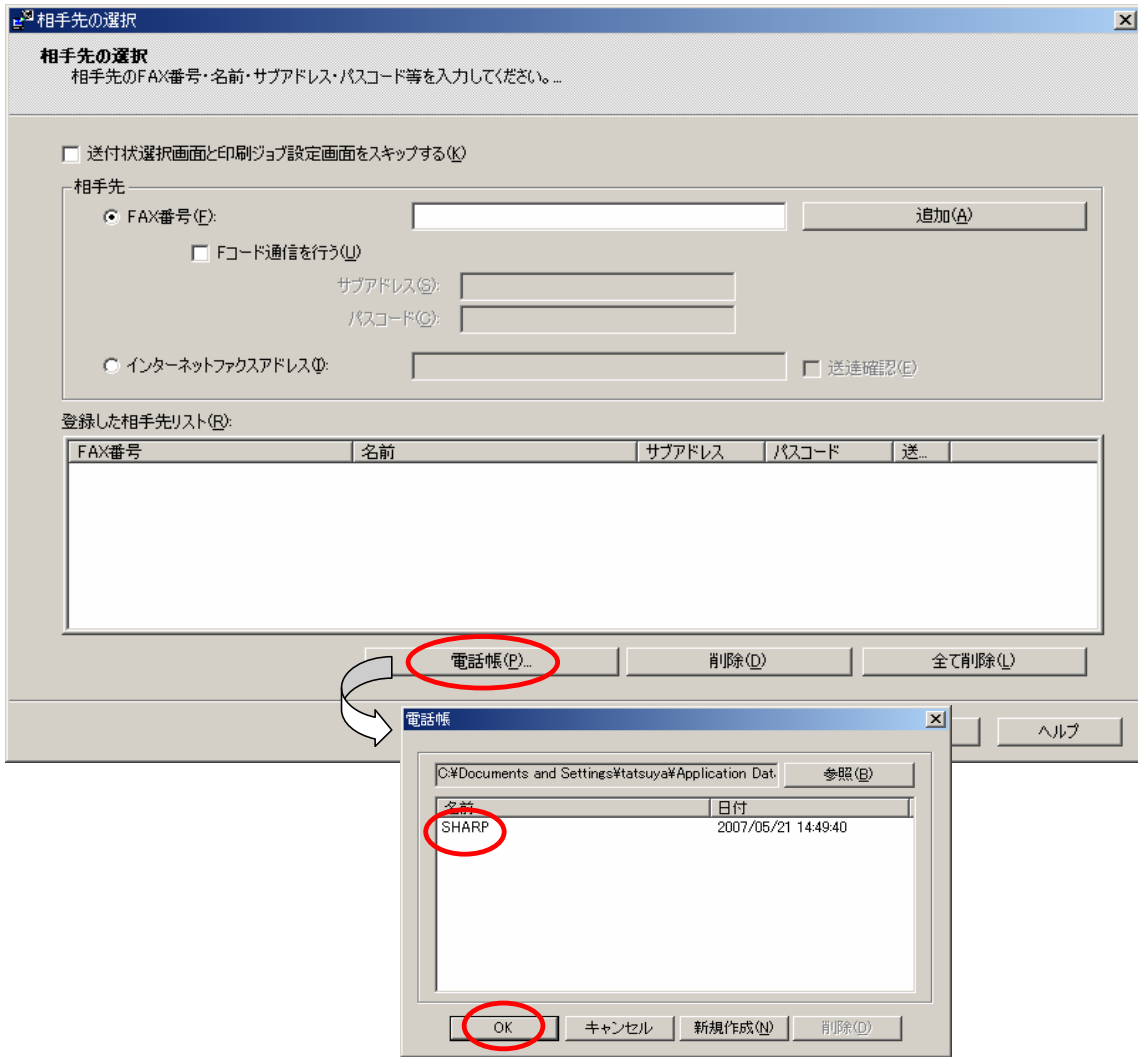 相手先の選択
相手先の選択
相手先のFAX番号・名前・サブアドレス・パスコード等を入力してください。...
送付状選択画面と印刷ジョブ設定画面をスキップする(K)
相手先
FAX番号(F):
追加(A)
Fコード通信を行う(U)
サブアドレス(S):
パスコード(C):
インターネットファクスアドレス(I):
送達確認(E)
登録した相手先リスト(R):
FAX番号 名前 サブアドレス パスコード 送...
電話帳(P)... 削除(D) 全て削除(L)
ヘルプ
電話帳
C:¥Documents and Settings¥tatsuya¥Application Dat
参照(B)
名前 日付
SHARP 2007/05/21 14:49:40
OK キャンセル 新規作成(N) 削除(D)